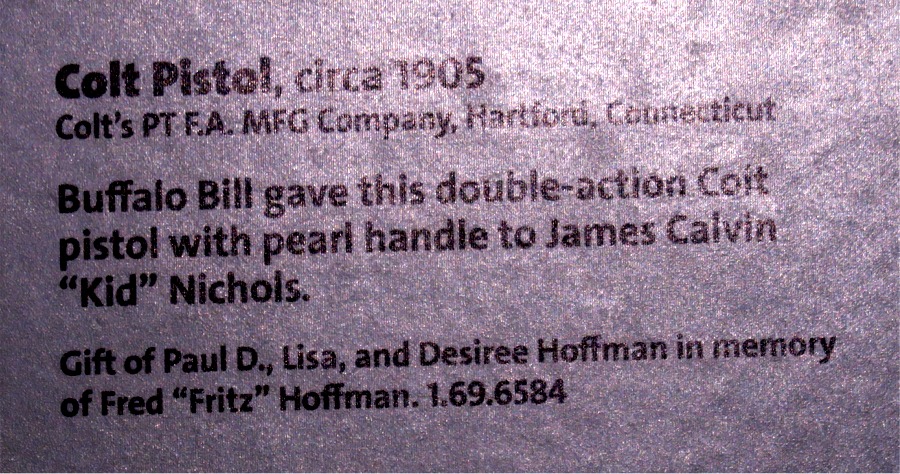 Colt Pistol, circa 1905
Colt's PT F.A. MFG Company, Hartford, Connecticut
Buffalo Bill gave this double-action Colt
pistol with pearl handle to James Calvin
“Kid” Nichols.
Gift of Paul D., Lisa, and Desiree Hoffman in memory
of Fred “Fritz” Hoffman. 1.69.6584